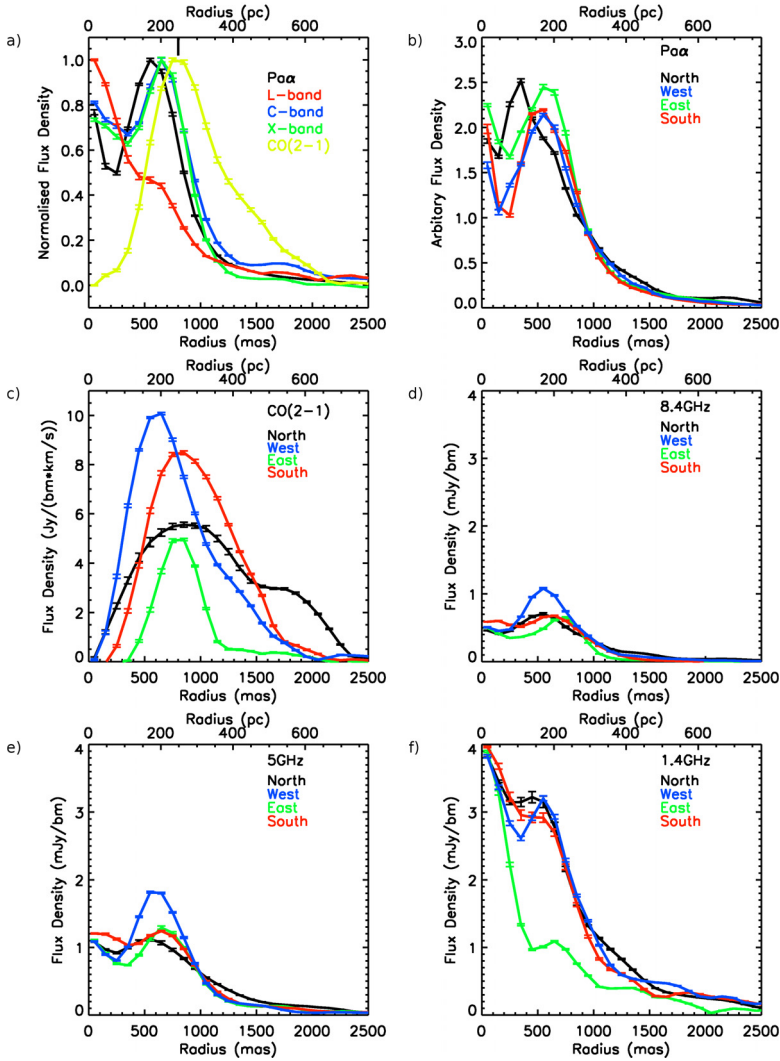 Radius (pc)
0 200 400 600
a)
Normalised Flux Density
1.0
0.8
0.6
0.4
0.2
0.0
Paα
L-band
C-band
X-band
CO(2-1)
0 500 1000 1500 2000 2500
Radius (mas)
Radius (pc)
0 200 400 600
b)
Arbitary Flux Density
3.0
2.5
2.0
1.5
1.0
0.5
0.0
Paα
North
West
East
South
0 500 1000 1500 2000 2500
Radius (mas)
Radius (pc)
0 200 400 600
c)
Flux Density (Jy/(bm•km/s))
10
8
6
4
2
0
CO(2-1)
North
West
East
South
0 500 1000 1500 2000 2500
Radius (mas)
Radius (pc)
0 200 400 600
d)
Flux Density (mJy/bm)
4
3
2
1
0
8.4GHz
North
West
East
South
0 500 1000 1500 2000 2500
Radius (mas)
Radius (pc)
0 200 400 600
e)
Flux Density (mJy/bm)
4
3
2
1
0
5GHz
North
West
East
South
0 500 1000 1500 2000 2500
Radius (mas)
Radius (pc)
0 200 400 600
f)
Flux Density (mJy/bm)
4
3
2
1
0
1.4GHz
North
West
East
South
0 500 1000 1500 2000 2500
Radius (mas)